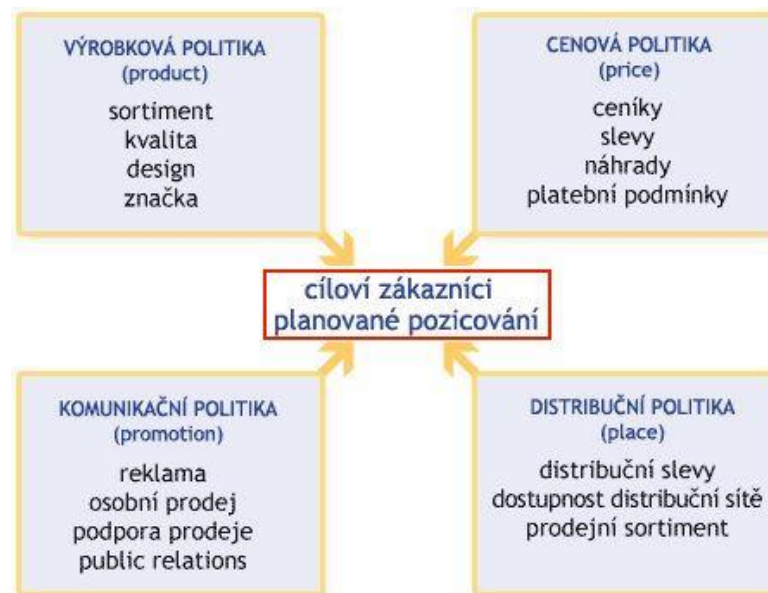 VÝROBKOVÁ POLITIKA
(product)
sortiment
kvalita
design
značka
CENOVÁ POLITIKA
(price)
ceníky
slevy
náhrady
platební podmínky
cíloví zákazníci
planované pozicování
KOMUNIKAČNÍ POLITIKA
(promotion)
reklama
osobní prodej
podpora prodeje
public relations
DISTRIBUČNÍ POLITIKA
(place)
distribuční slevy
dostupnost distribuční sítě
prodejní sortiment